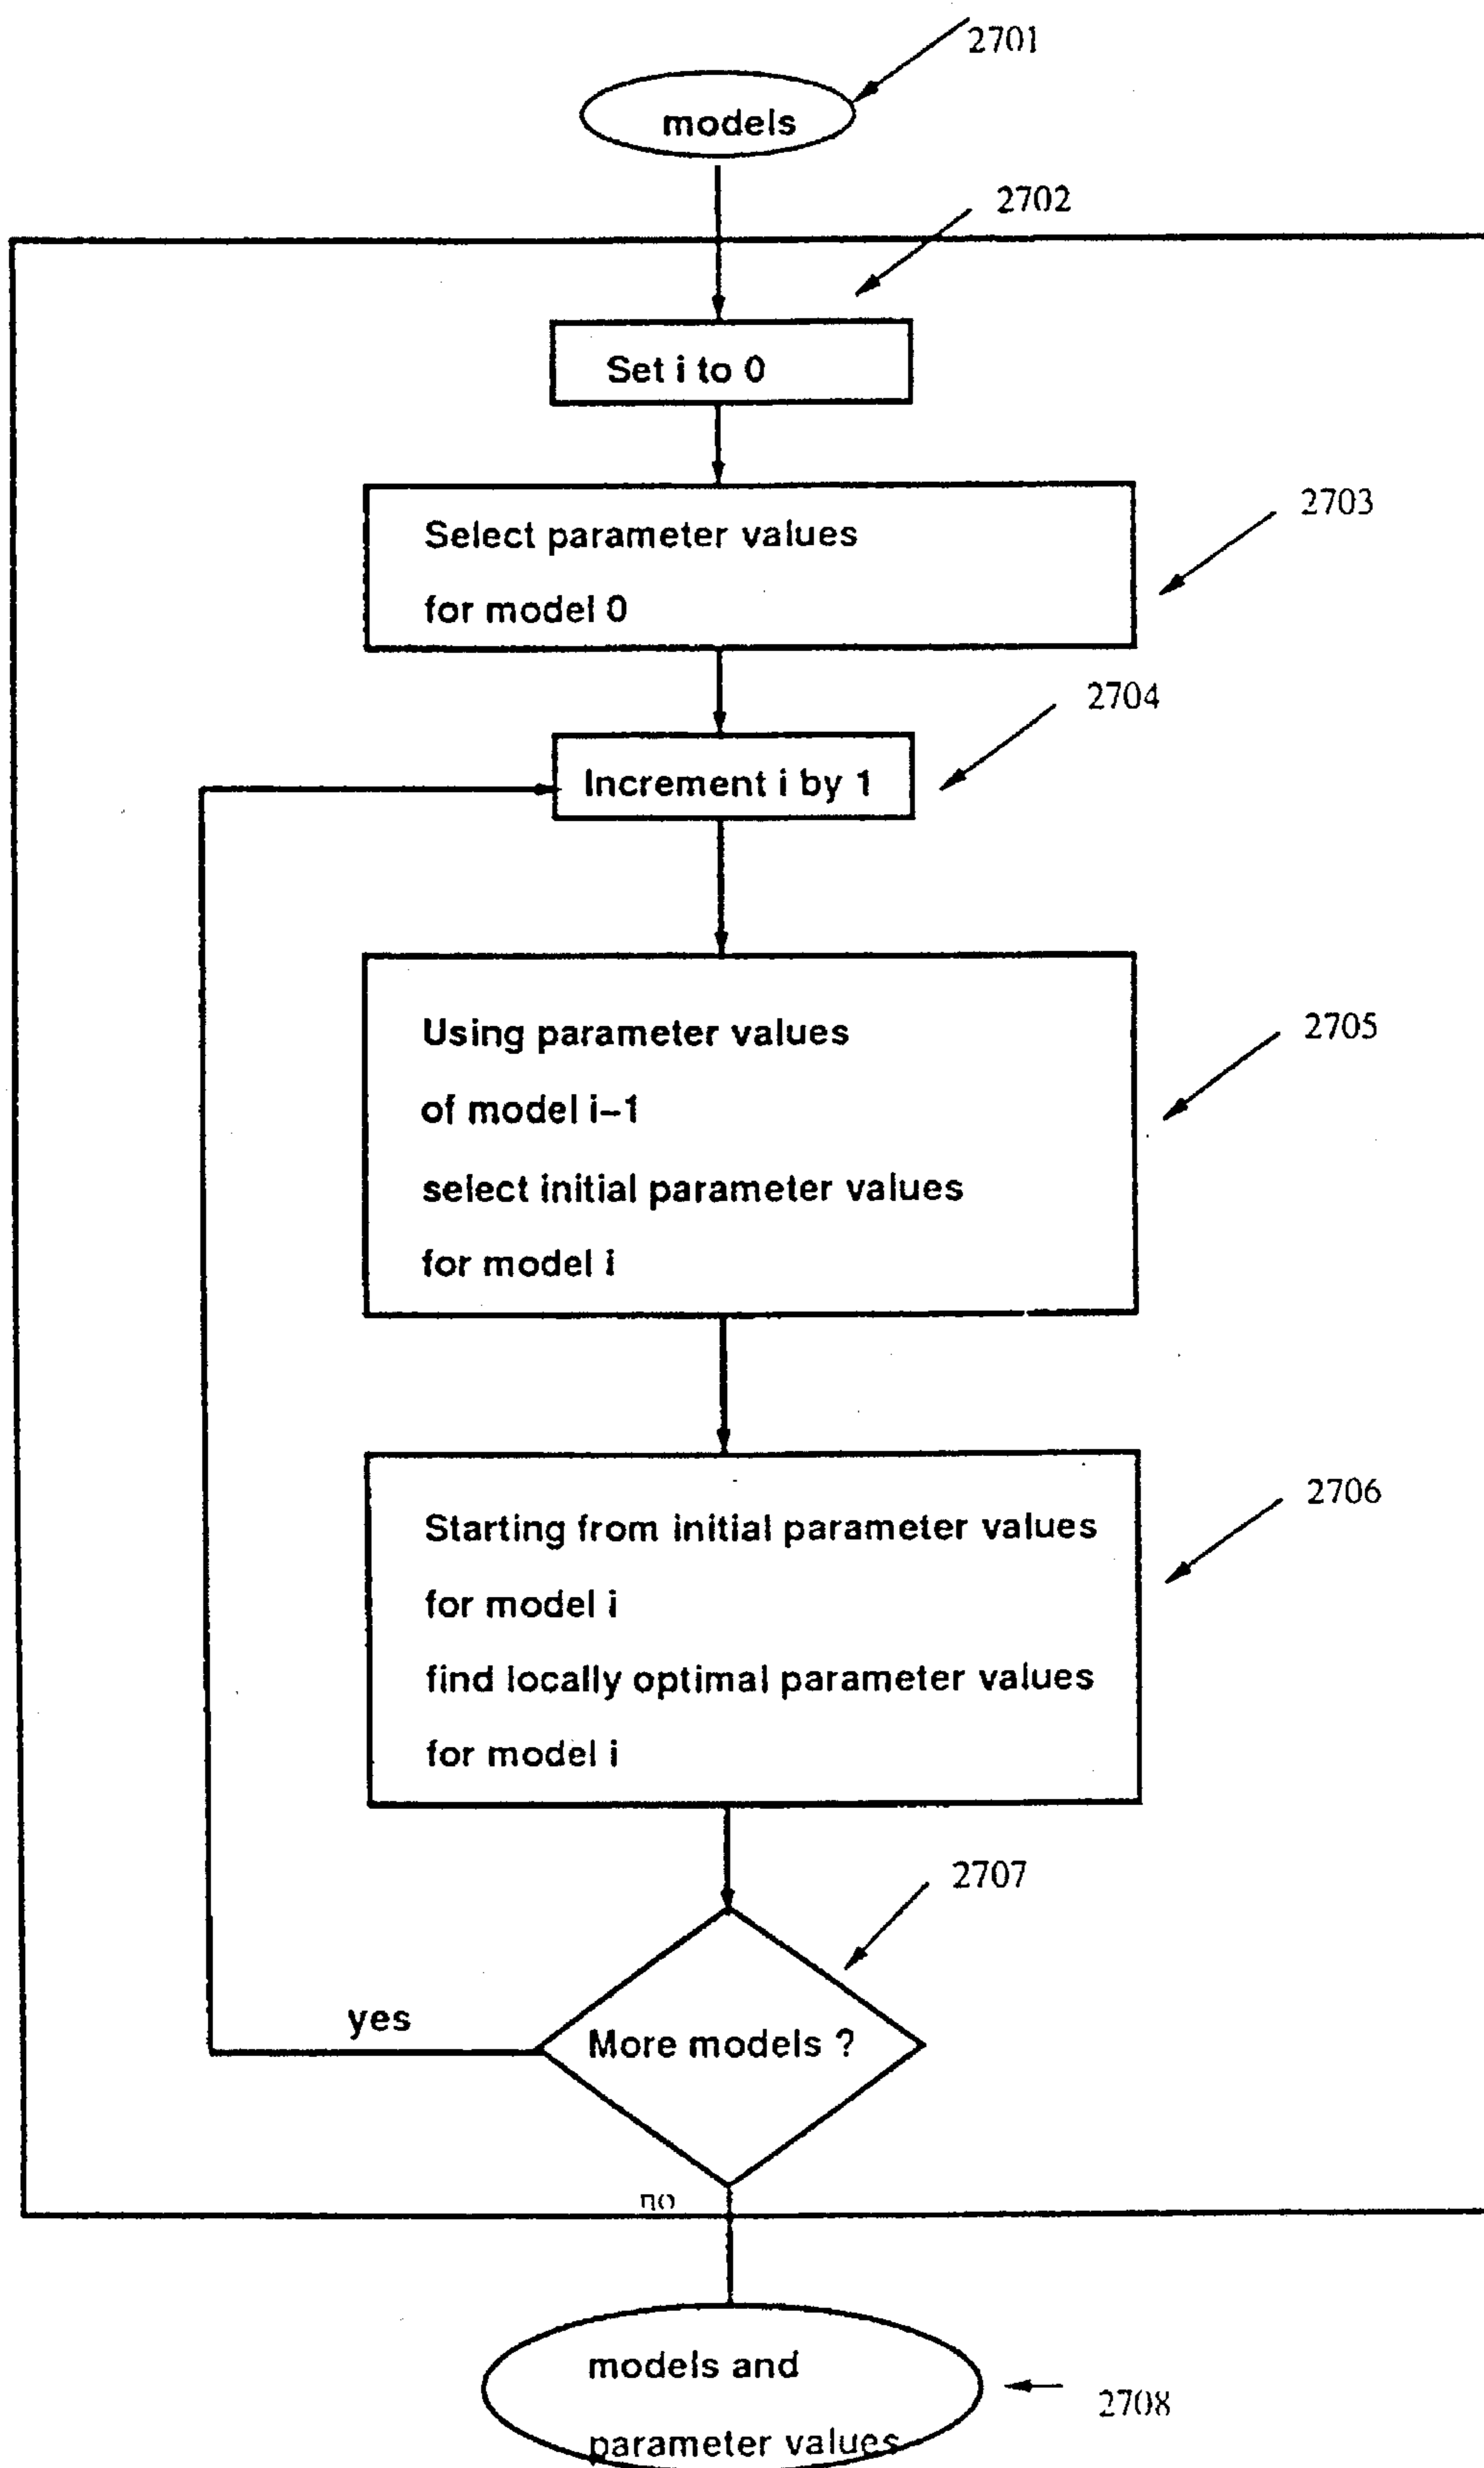 2701
models
2702
Set i to 0
2703
Select parameter values
for model 0
2704
Increment i by 1
2705
Using parameter values
of model i-1
select initial parameter values
for model i
2706
Starting from initial parameter values
for model i
find locally optimal parameter values
for model i
2707
yes
More models ?
no
models and
2708
parameter values